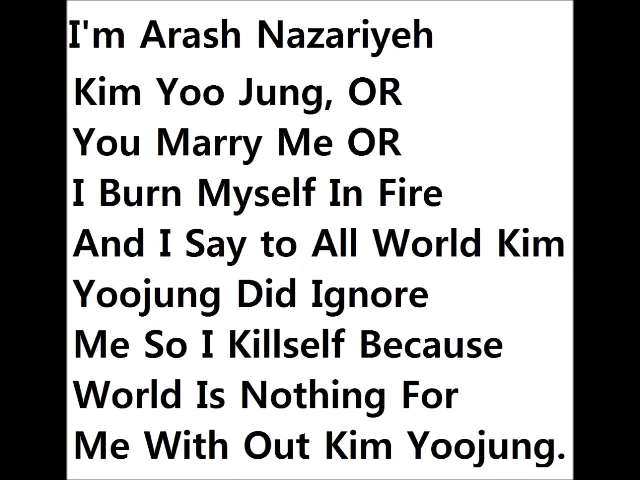 I'm Arash Nazariyeh
Kim Yoo Jung, OR
You Marry Me OR
I Burn Myself In Fire
And I Say to All World Kim
Yoojung Did Ignore
Me So I Killself Because
World Is Nothing For
Me With Out Kim Yoojung.